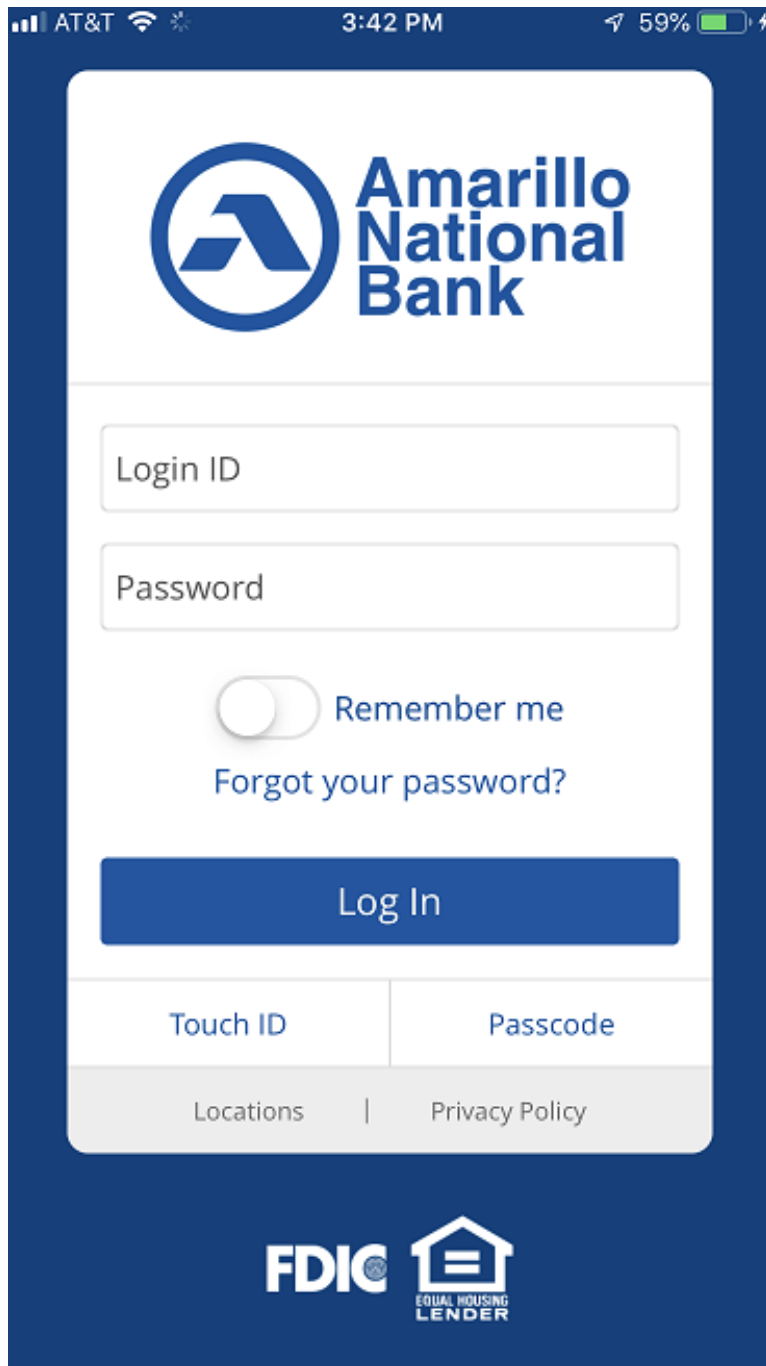 AT&T 3:42 PM 59%
Amarillo
National
Bank
Login ID
Password
Remember me
Forgot your password?
Log In
Touch ID Passcode
Locations | Privacy Policy
FDIC
EQUAL HOUSING
LENDER